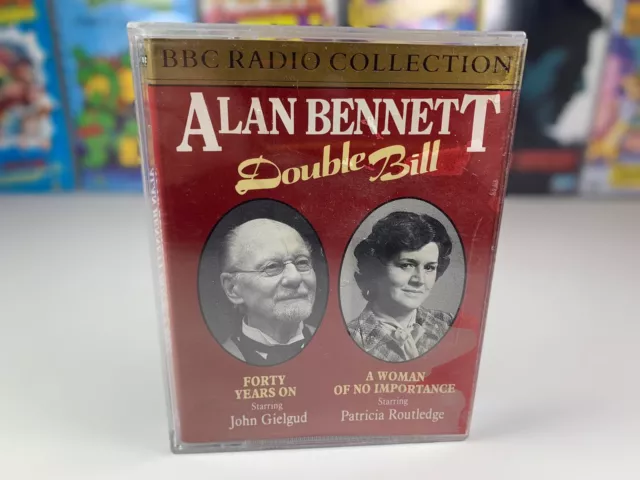 BBC RADIO COLLECTION
ALAN BENNETT
Double Bill
FORTY
YEARS ON
Starring
John Gielgud
A WOMAN
OF NO IMPORTANCE
Starring
Patricia Routledge